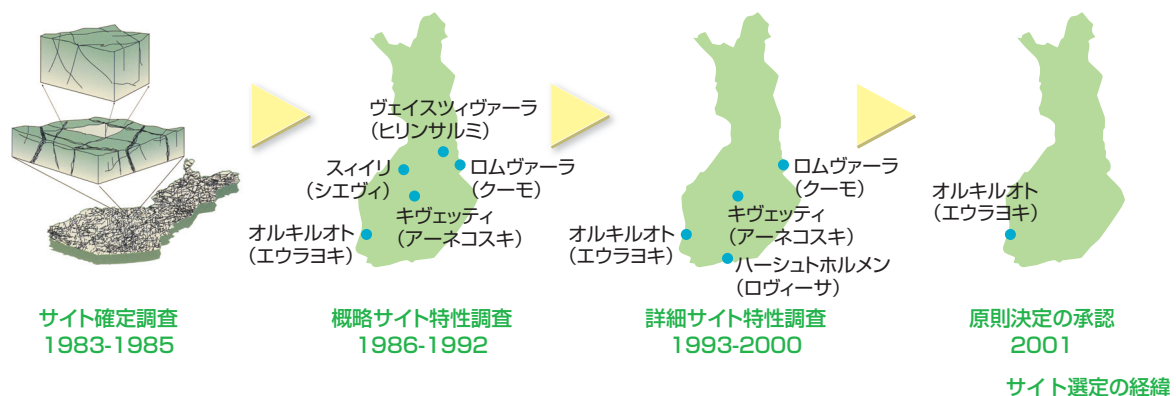 ヴェイスツィヴァーラ
（ヒリンサルミ）
スィイリ
（シエヴィ）
ロムヴァーラ
（クーモ）
キヴェッティ
（アーネコスキ）
オルキルオト
（エウラヨキ）
ロムヴァーラ
（クーモ）
キヴェッティ
（アーネコスキ）
オルキルオト
（エウラヨキ）
ハーシュトホルメン
（ロヴィーサ）
オルキルオト
（エウラヨキ）
サイト確定調査
1983-1985
概略サイト特性調査
1986-1992
詳細サイト特性調査
1993-2000
原則決定の承認
2001
サイト選定の経緯